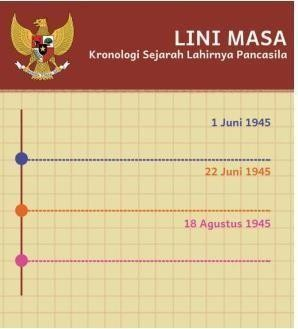 LINI MASA
Kronologi Sejarah Lahirnya Pancasila
1 Juni 1945
22 Juni 1945
18 Agustus 1945